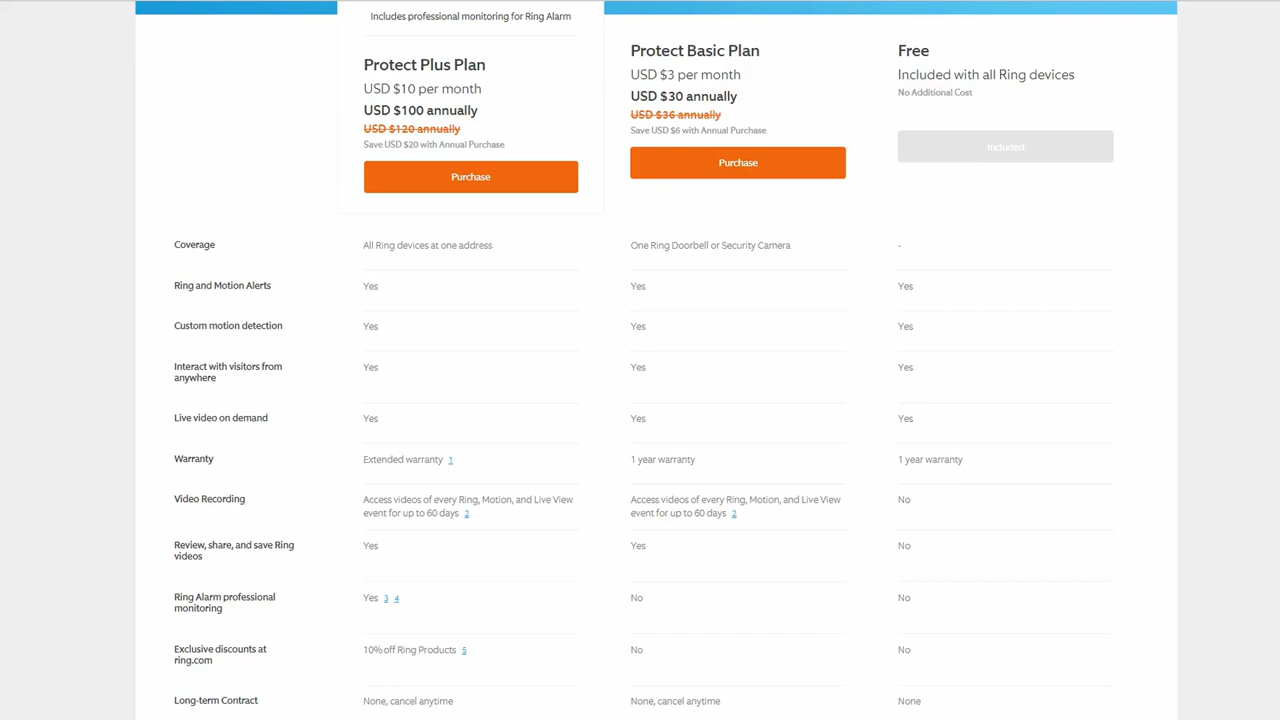 Includes professional monitoring for Ring Alarm
Protect Plus Plan
USD $10 per month
USD $100 annually
USD $120 annually
Save USD $20 with Annual Purchase
Purchase
Protect Basic Plan
USD $3 per month
USD $30 annually
USD $36 annually
Save USD $6 with Annual Purchase
Purchase
Free
Included with all Ring devices
No Additional Cost
Included
Coverage
All Ring devices at one address
One Ring Doorbell or Security Camera
-
Ring and Motion Alerts
Yes
Yes
Yes
Custom motion detection
Yes
Yes
Yes
Interact with visitors from
anywhere
Yes
Yes
Yes
Live video on demand
Yes
Yes
Yes
Warranty
Extended warranty 1
1 year warranty
1 year warranty
Video Recording
Access videos of every Ring, Motion, and Live View
event for up to 60 days 2
Access videos of every Ring, Motion, and Live View
event for up to 60 days 2
No
Review, share, and save Ring
videos
Yes
Yes
No
Ring Alarm professional
monitoring
Yes 3 4
No
No
Exclusive discounts at
ring.com
10% off Ring Products 5
No
No
Long-term Contract
None, cancel anytime
None, cancel anytime
None